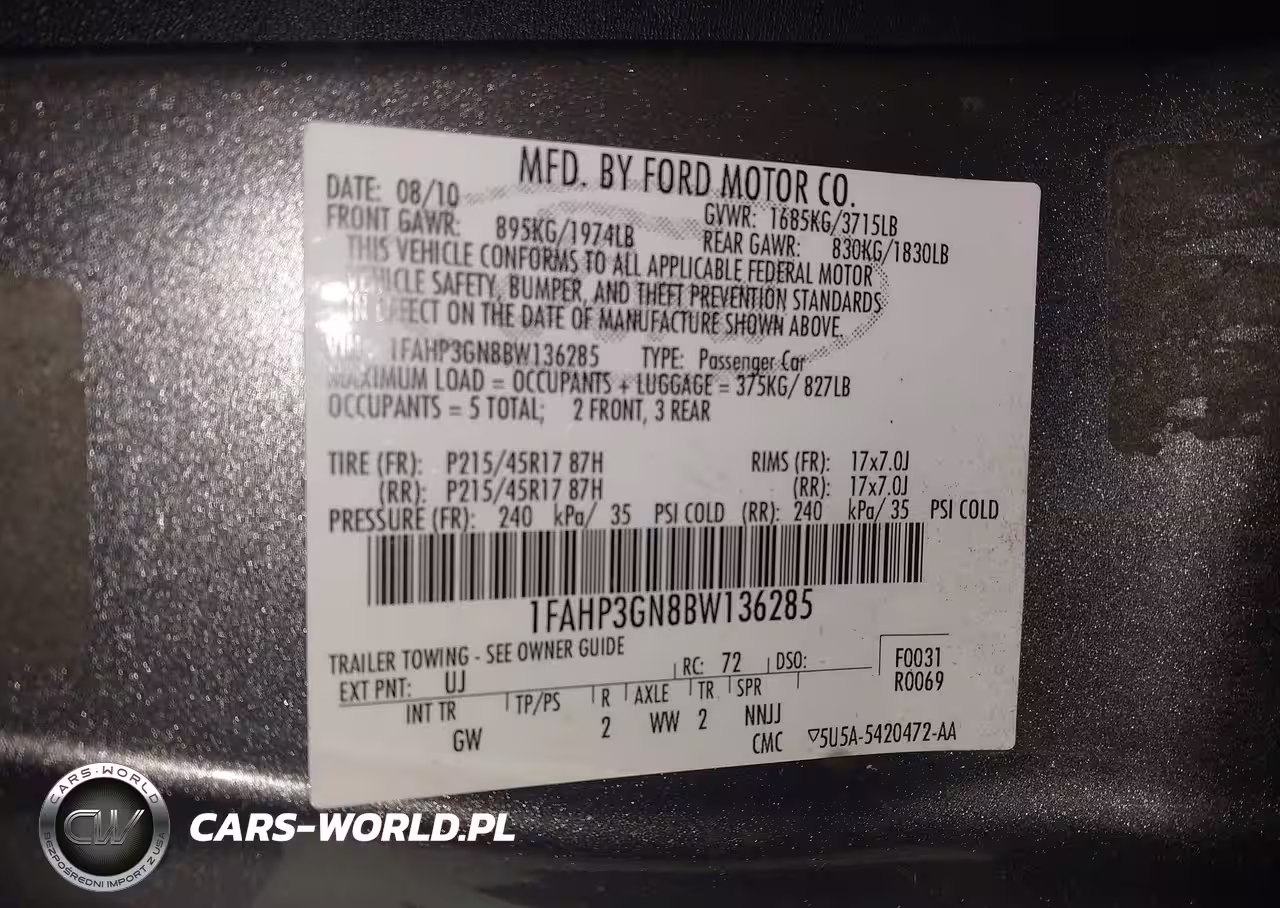 MFD. BY FORD MOTOR CO.
DATE: 08/10 GVWR: 1685KG/3715LB
FRONT GAWR: 895KG/1974LB REAR GAWR: 830KG/1830LB
THIS VEHICLE CONFORMS TO ALL APPLICABLE FEDERAL MOTOR
VEHICLE SAFETY, BUMPER, AND THEFT PREVENTION STANDARDS
IN EFFECT ON THE DATE OF MANUFACTURE SHOWN ABOVE.
1FAHP3GN8BW136285 TYPE: Passenger Car
MAXIMUM LOAD = OCCUPANTS + LUGGAGE = 375KG/ 827LB
OCCUPANTS = 5 TOTAL; 2 FRONT, 3 REAR
TIRE (FR): P215/45R17 87H RIMS (FR): 17x7.0J
(RR): P215/45R17 87H (RR): 17x7.0J
PRESSURE (FR): 240 kPa/ 35 PSI COLD (RR): 240 kPa/ 35 PSI COLD
1FAHP3GN8BW136285
TRAILER TOWING - SEE OWNER GUIDE
EXT PNT: UJ RC: 72 DSO: F0031
R0069
INT TR TP/PS R AXLE TR SPR
GW 2 WW 2 NNJJ
CMC ▽5U5A-5420472-AA
CARS-WORLD
CW
BEZPOŚREDNI IMPORT Z USA
CARS-WORLD.PL